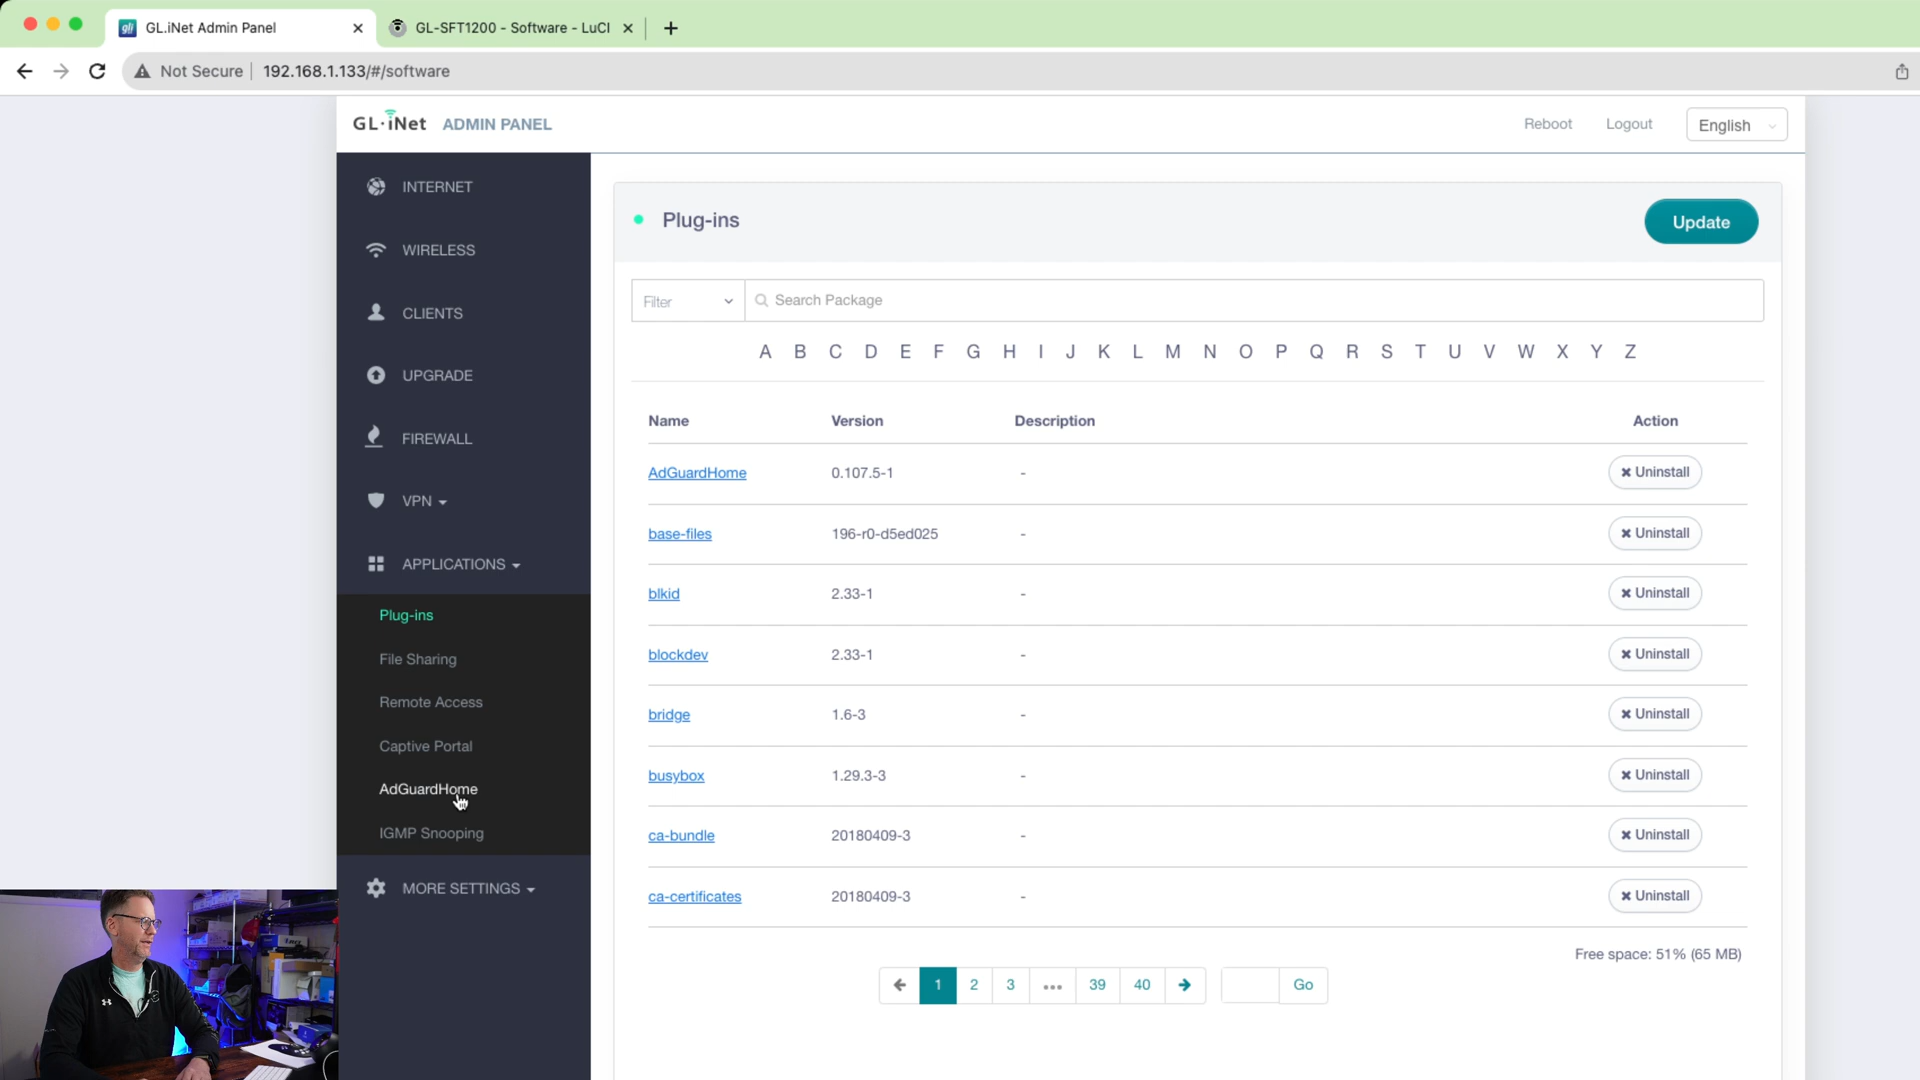 GL.iNet Admin Panel
GL-SFT1200 - Software - LuCI
Not Secure
192.168.1.133/#/software
GL·iNet ADMIN PANEL
Reboot
Logout
English
INTERNET
WIRELESS
CLIENTS
UPGRADE
FIREWALL
VPN
APPLICATIONS
Plug-ins
File Sharing
Remote Access
Captive Portal
AdGuardHome
IGMP Snooping
MORE SETTINGS
Plug-ins
Update
Filter
Search Package
A B C D E F G H I J K L M N O P Q R S T U V W X Y Z
Name Version Description Action
AdGuardHome 0.107.5-1 - Uninstall
base-files 196-r0-d5ed025 - Uninstall
blkid 2.33-1 - Uninstall
blockdev 2.33-1 - Uninstall
bridge 1.6-3 - Uninstall
busybox 1.29.3-3 - Uninstall
ca-bundle 20180409-3 - Uninstall
ca-certificates 20180409-3 - Uninstall
Free space: 51% (65 MB)
1 2 3 ... 39 40 Go